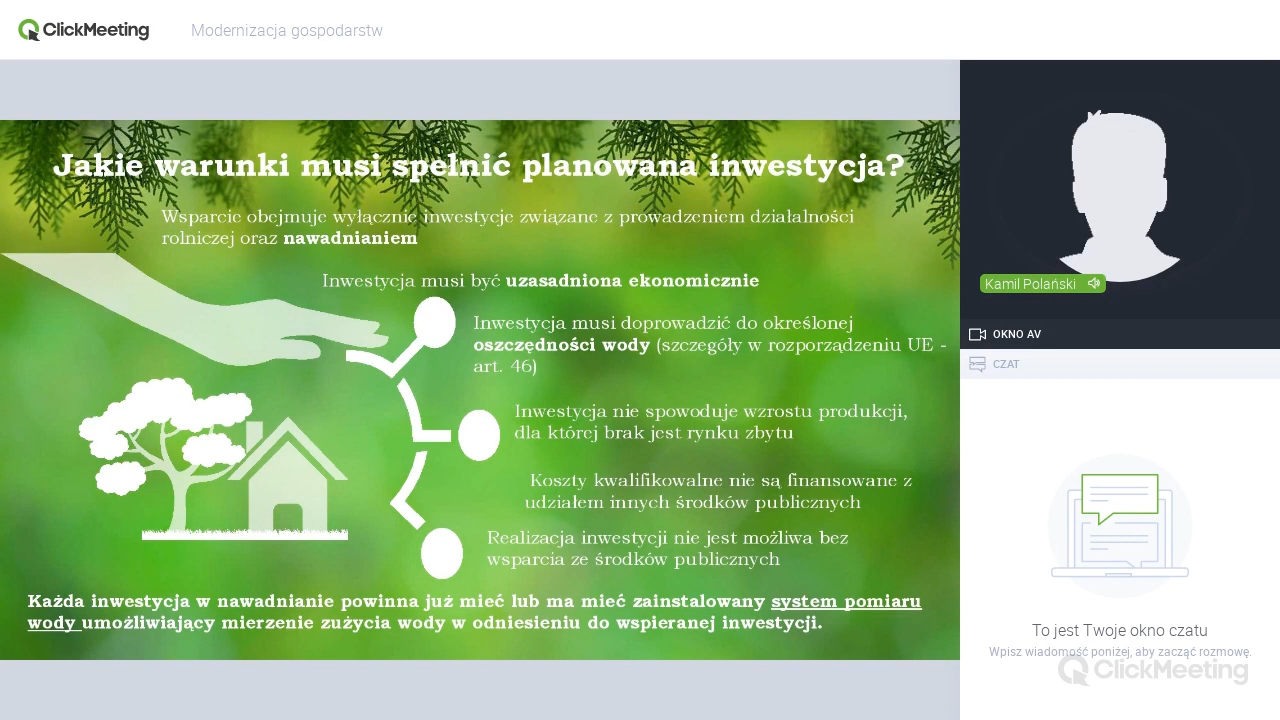 ClickMeeting
Modernizacja gospodarstw
Jakie warunki musi spełnić planowana inwestycja?
Wsparcie obejmuje wyłącznie inwestycje związane z prowadzeniem działalności
rolniczej oraz nawadnianiem
Inwestycja musi być uzasadniona ekonomicznie
Inwestycja musi doprowadzić do określonej
oszczędności wody (szczegóły w rozporządzeniu UE -
art. 46)
Inwestycja nie spowoduje wzrostu produkcji,
dla której brak jest rynku zbytu
Koszty kwalifikowalne nie są finansowane z
udziałem innych środków publicznych
Realizacja inwestycji nie jest możliwa bez
wsparcia ze środków publicznych
Każda inwestycja w nawadnianie powinna już mieć lub ma mieć zainstalowany system pomiaru
wody umożliwiający mierzenie zużycia wody w odniesieniu do wspieranej inwestycji.
Kamil Polański
OKNO AV
CZAT
To jest Twoje okno czatu
Wpisz wiadomość poniżej, aby zacząć rozmowę.
ClickMeeting